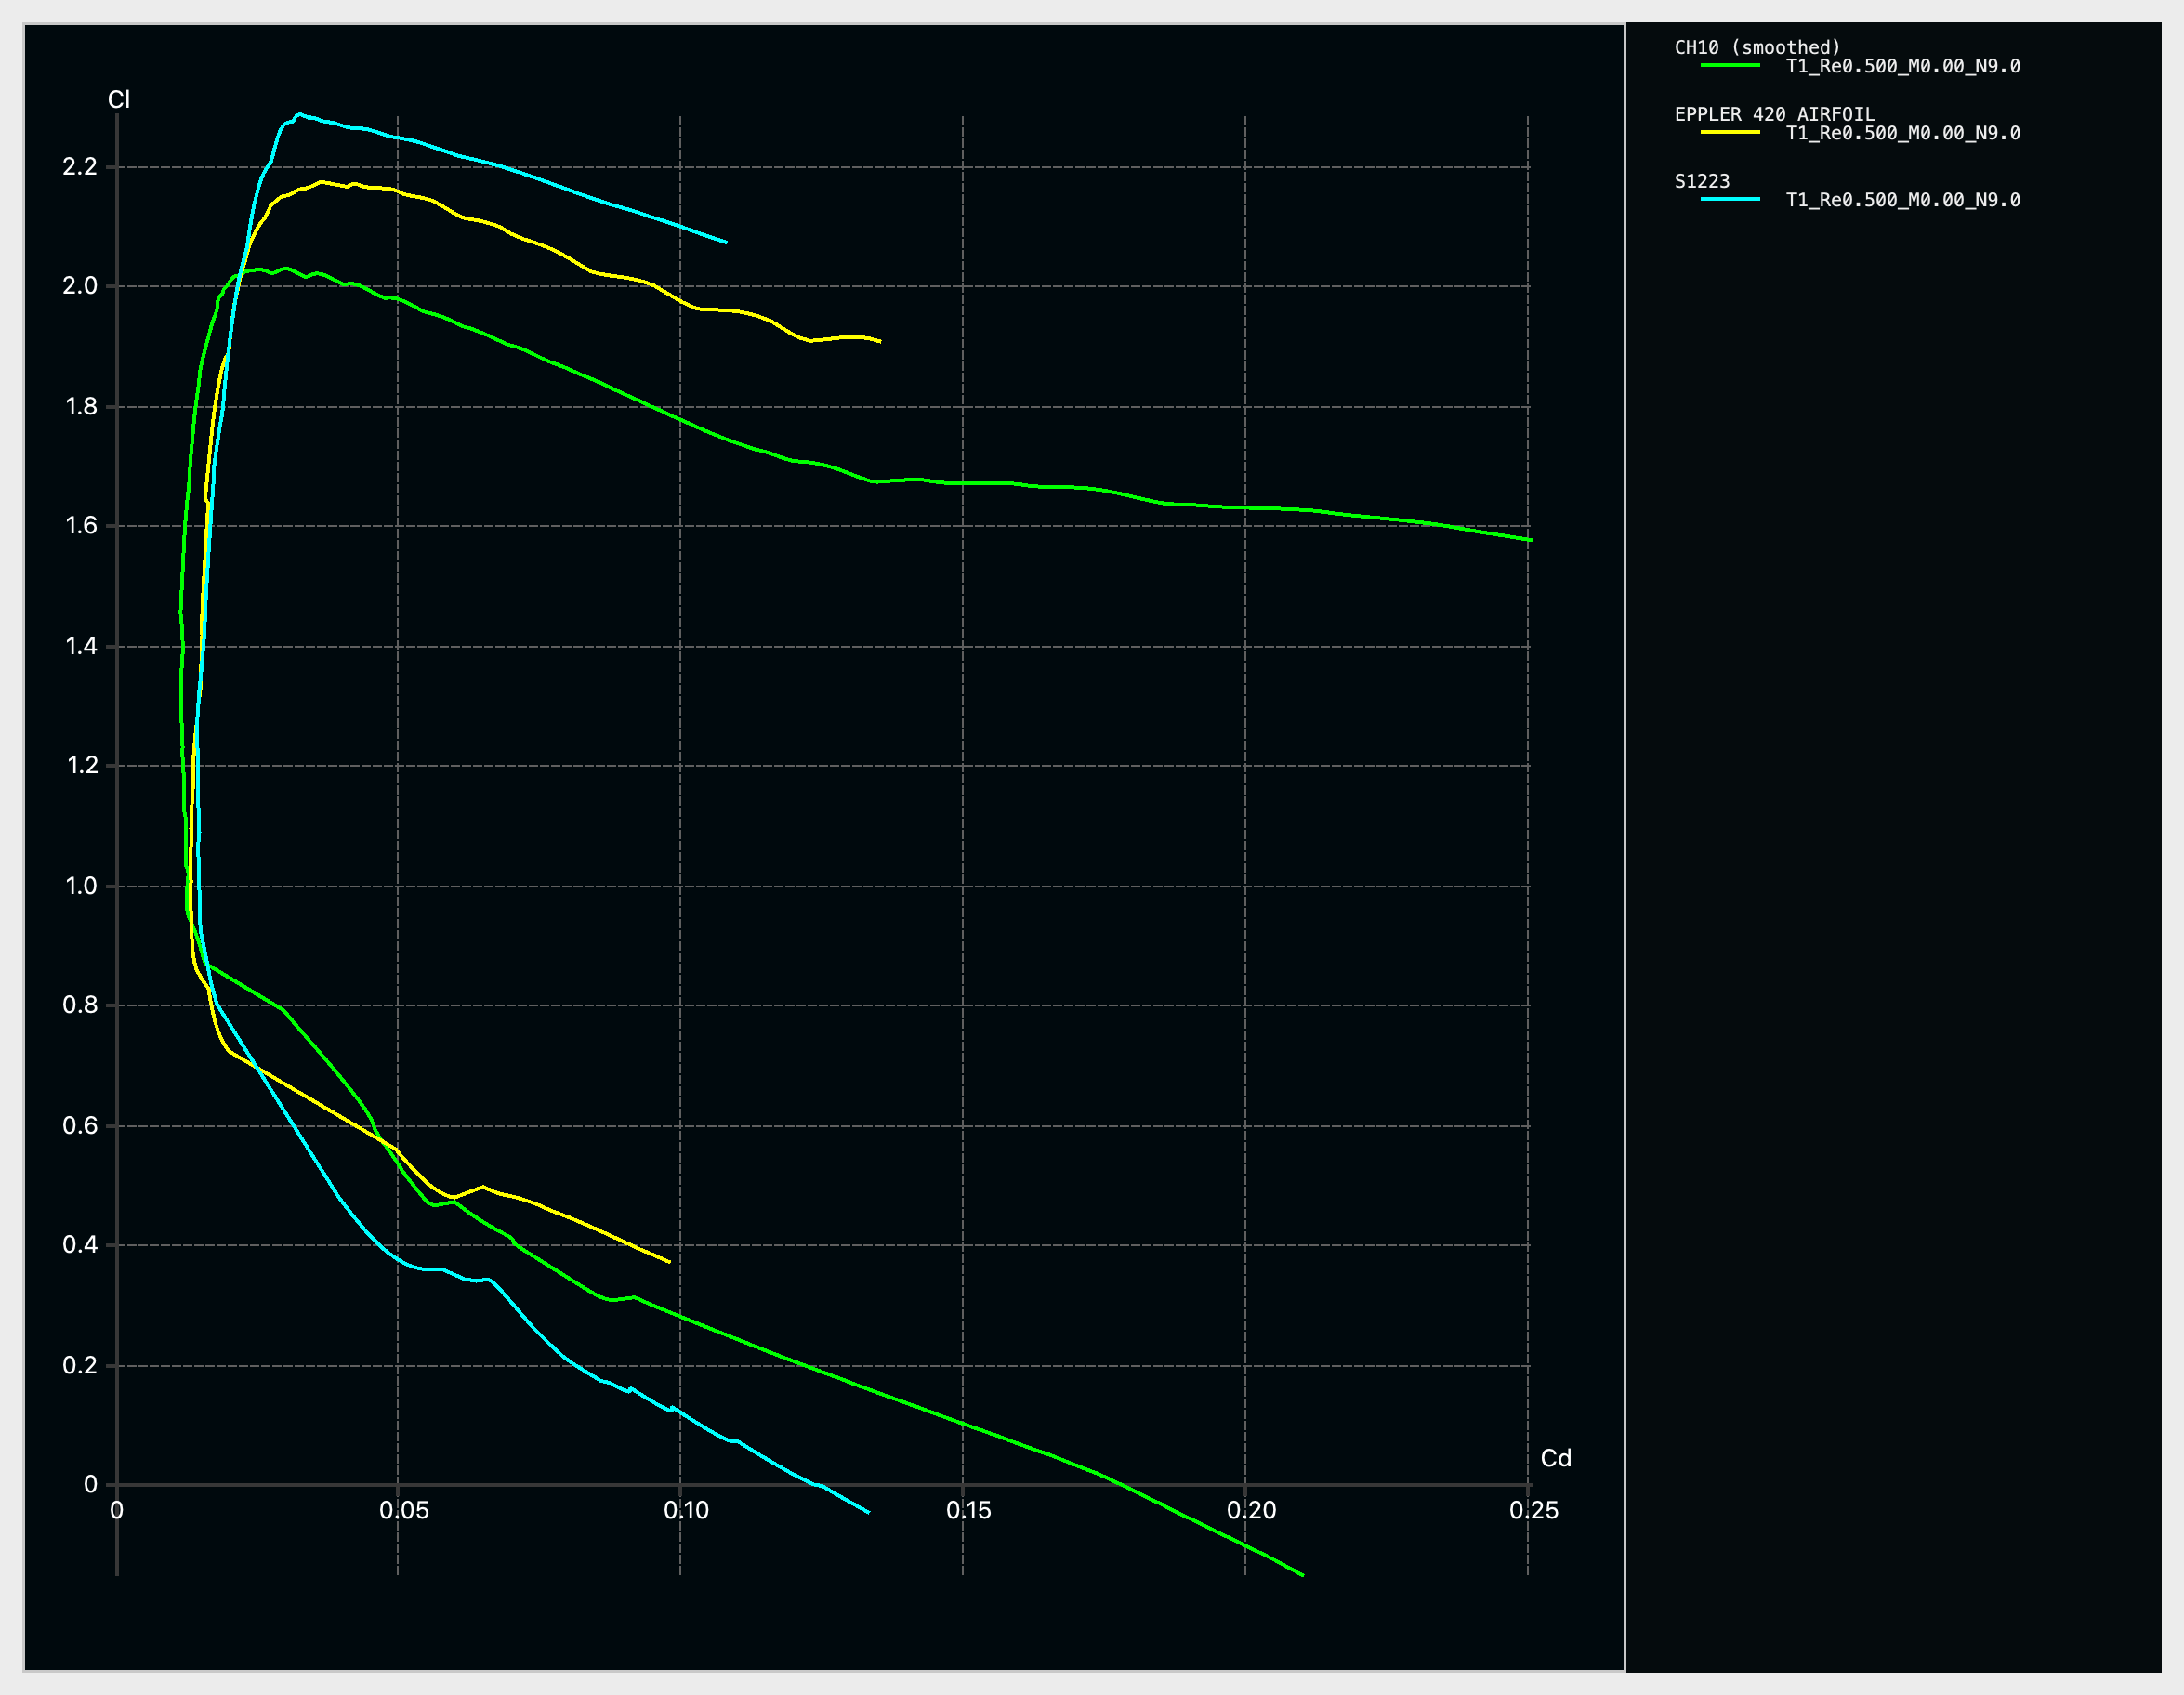 Cl
2.2
2.0
1.8
1.6
1.4
1.2
1.0
0.8
0.6
0.4
0.2
0
Cd
0 0.05 0.10 0.15 0.20 0.25
CH10 (smoothed)
T1_Re0.500_M0.00_N9.0
EPPLER 420 AIRFOIL
T1_Re0.500_M0.00_N9.0
S1223
T1_Re0.500_M0.00_N9.0